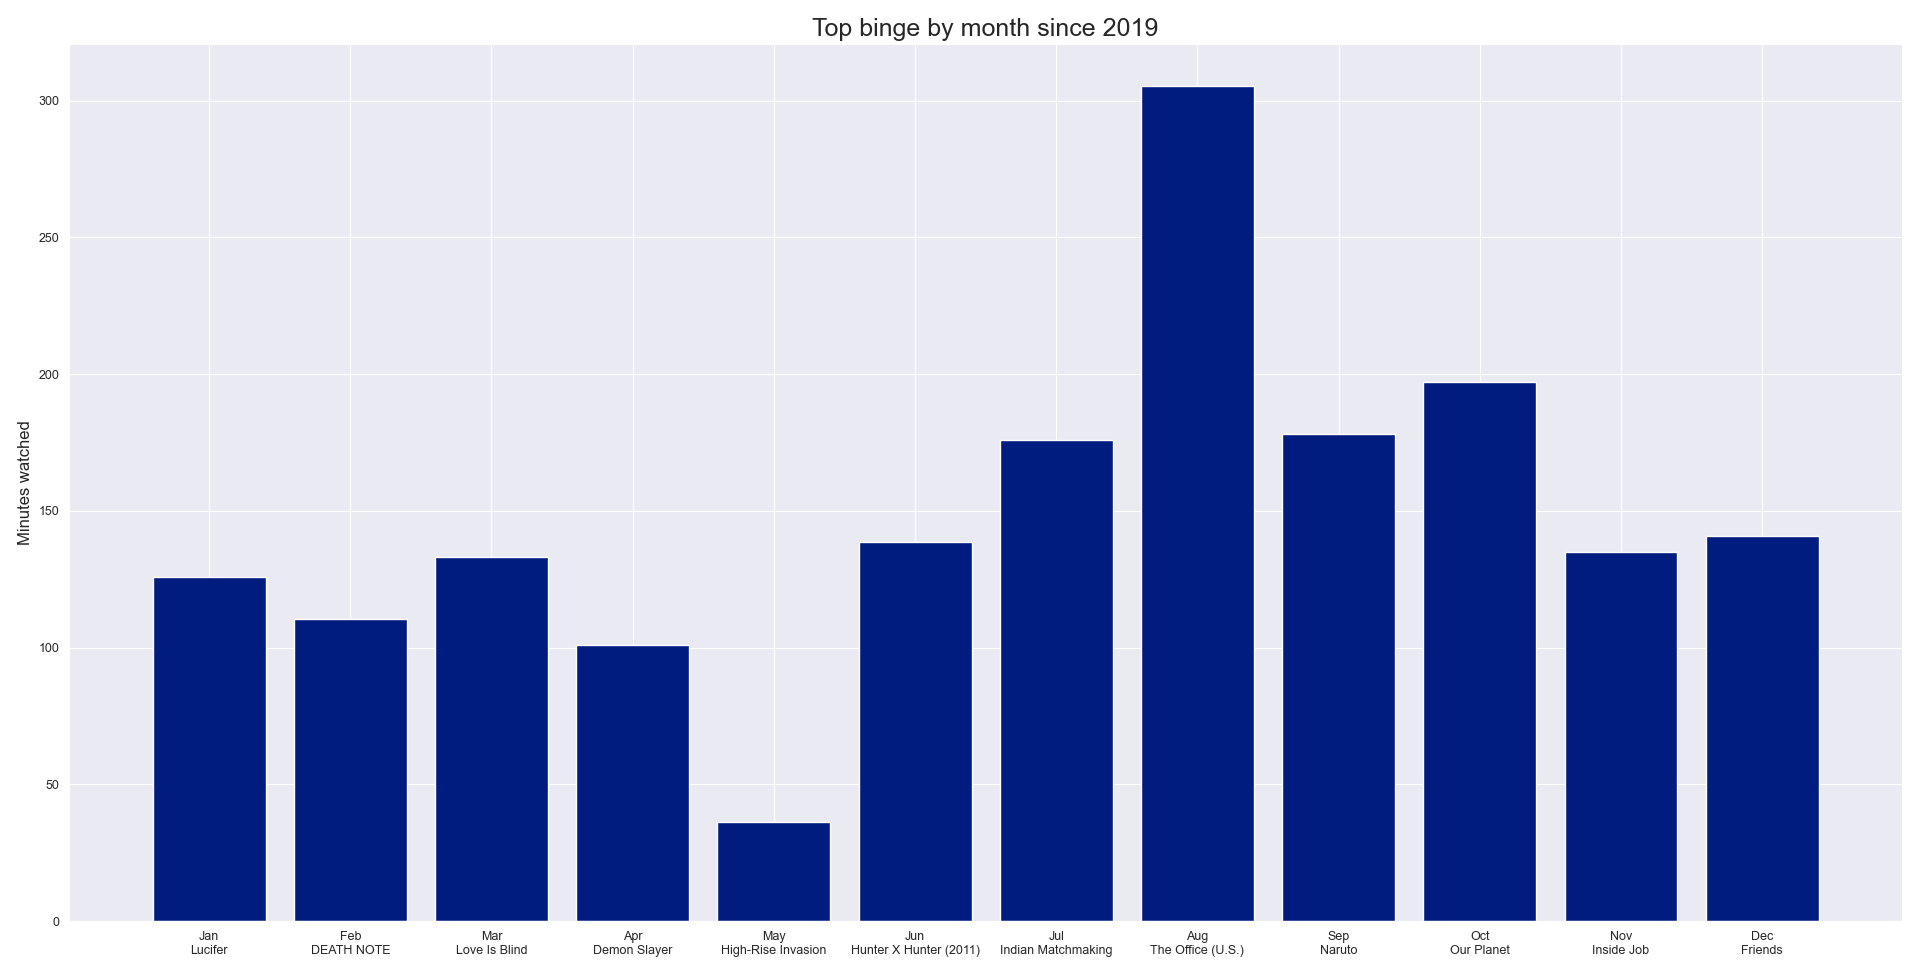 Top binge by month since 2019
Minutes watched
300
250
200
150
100
50
0
Jan Feb Mar Apr May Jun Jul Aug Sep Oct Nov Dec
Lucifer DEATH NOTE Love Is Blind Demon Slayer High-Rise Invasion Hunter X Hunter (2011) Indian Matchmaking The Office (U.S.) Naruto Our Planet Inside Job Friends